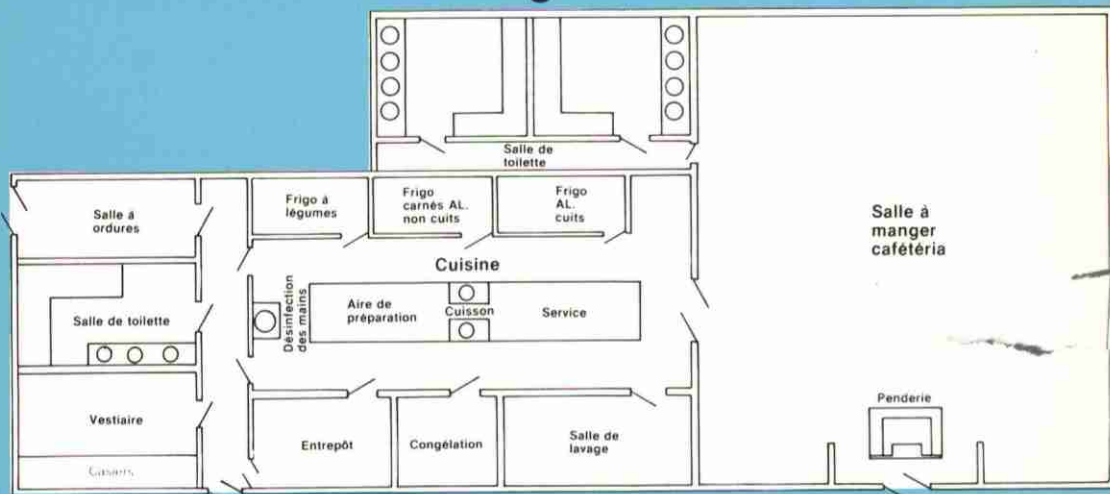 Salle de
toilette
Salle à
ordures
Frigo à
légumes
Frigo
carnés AL.
non cuits
Frigo
AL.
cuits
Salle à
manger
cafétéria
Cuisine
Désinfection
des mains
Aire de
préparation
Cuisson
Service
Salle de toilette
Penderie
Vestiaire
Casiers
Entrepôt
Congélation
Salle de
lavage